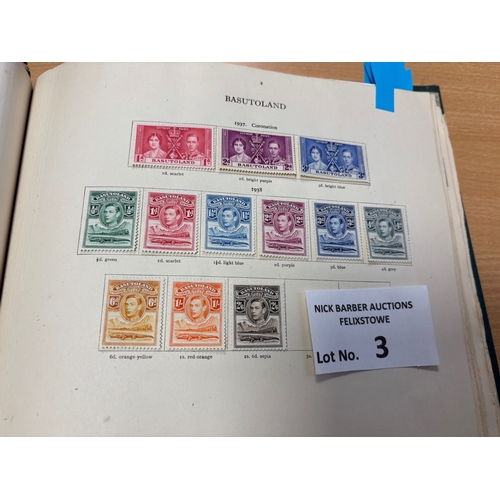 BASUTOLAND
1937. Coronation
1d. scarlet 2d. bright purple 3d. bright blue
1938
½d. green 1d. scarlet 1½d. light blue 2d. purple 3d. blue 4d. grey
6d. orange-yellow 1s. red-orange 2s. 6d. sepia
NICK BARBER AUCTIONS
FELIXSTOWE
Lot No. 3